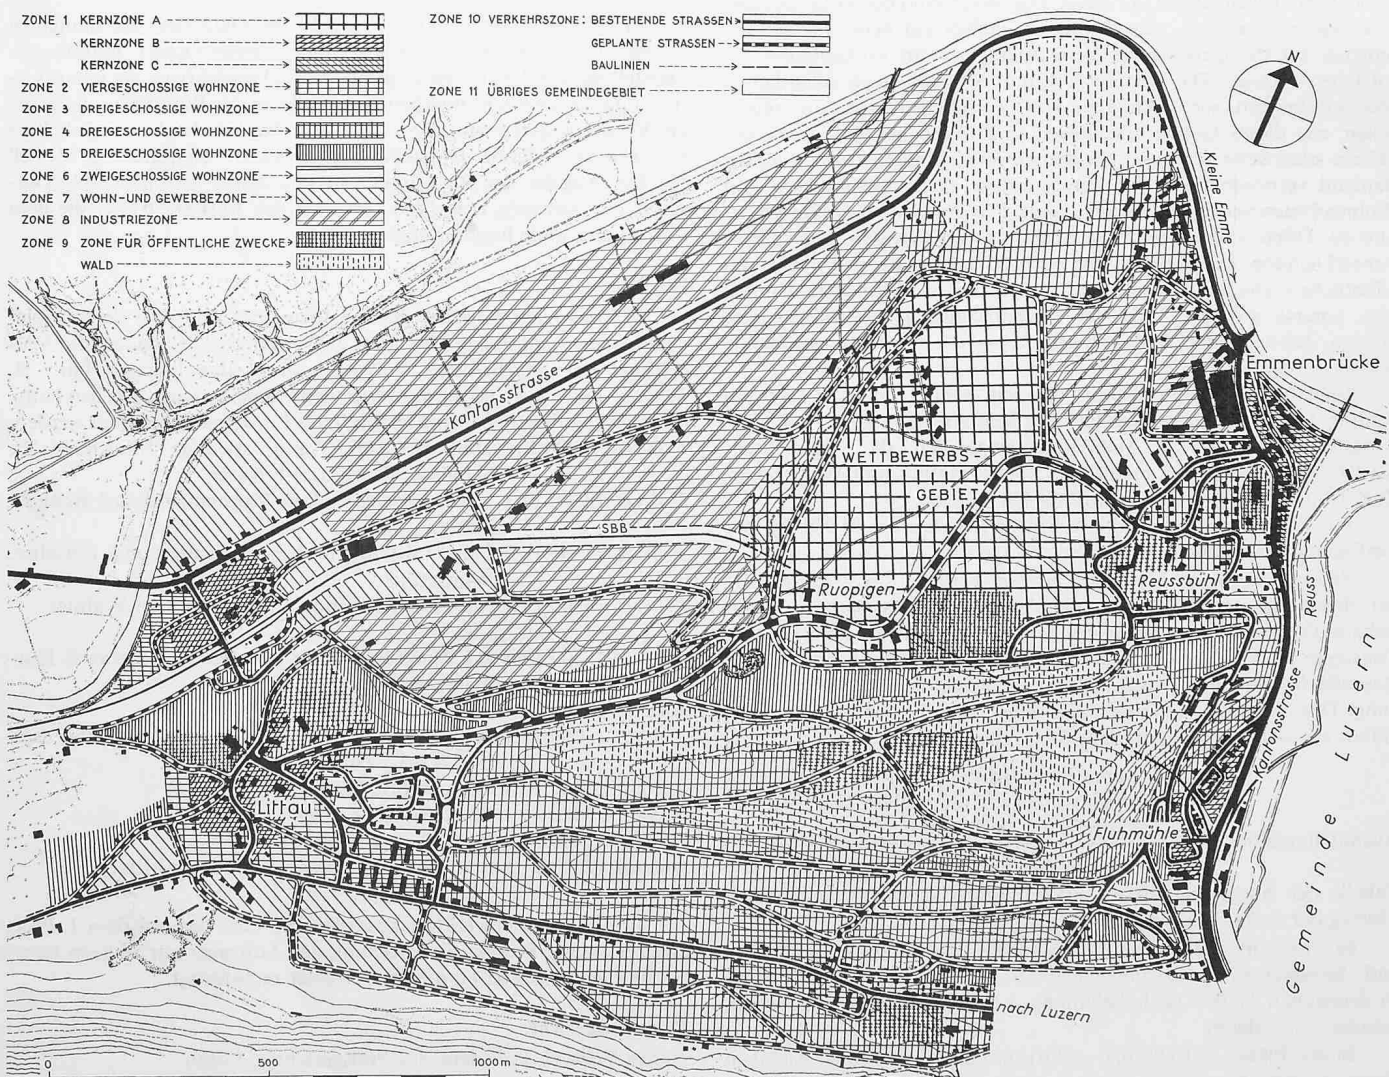 ZONE 1 KERNZONE A
KERNZONE B
KERNZONE C
ZONE 2 VIERGESCHOSSIGE WOHNZONE
ZONE 3 DREIGESCHOSSIGE WOHNZONE
ZONE 4 DREIGESCHOSSIGE WOHNZONE
ZONE 5 DREIGESCHOSSIGE WOHNZONE
ZONE 6 ZWEIGESCHOSSIGE WOHNZONE
ZONE 7 WOHN-UND GEWERBEZONE
ZONE 8 INDUSTRIEZONE
ZONE 9 ZONE FÜR ÖFFENTLICHE ZWECKE
WALD
ZONE 10 VERKEHRSZONE: BESTEHENDE STRASSEN
GEPLANTE STRASSEN
BAULINIEN
ZONE 11 ÜBRIGES GEMEINDEGEBIET
N
Kleine Emme
Emmenbrücke
Kantonsstrasse
WETTBEWERBS-
GEBIET
SBB
Ruopigen
Reussbühl
Reuss
Kantonsstrasse
Gemeinde Luzern
Littau
Fluhmühle
nach Luzern
0 500 1000m